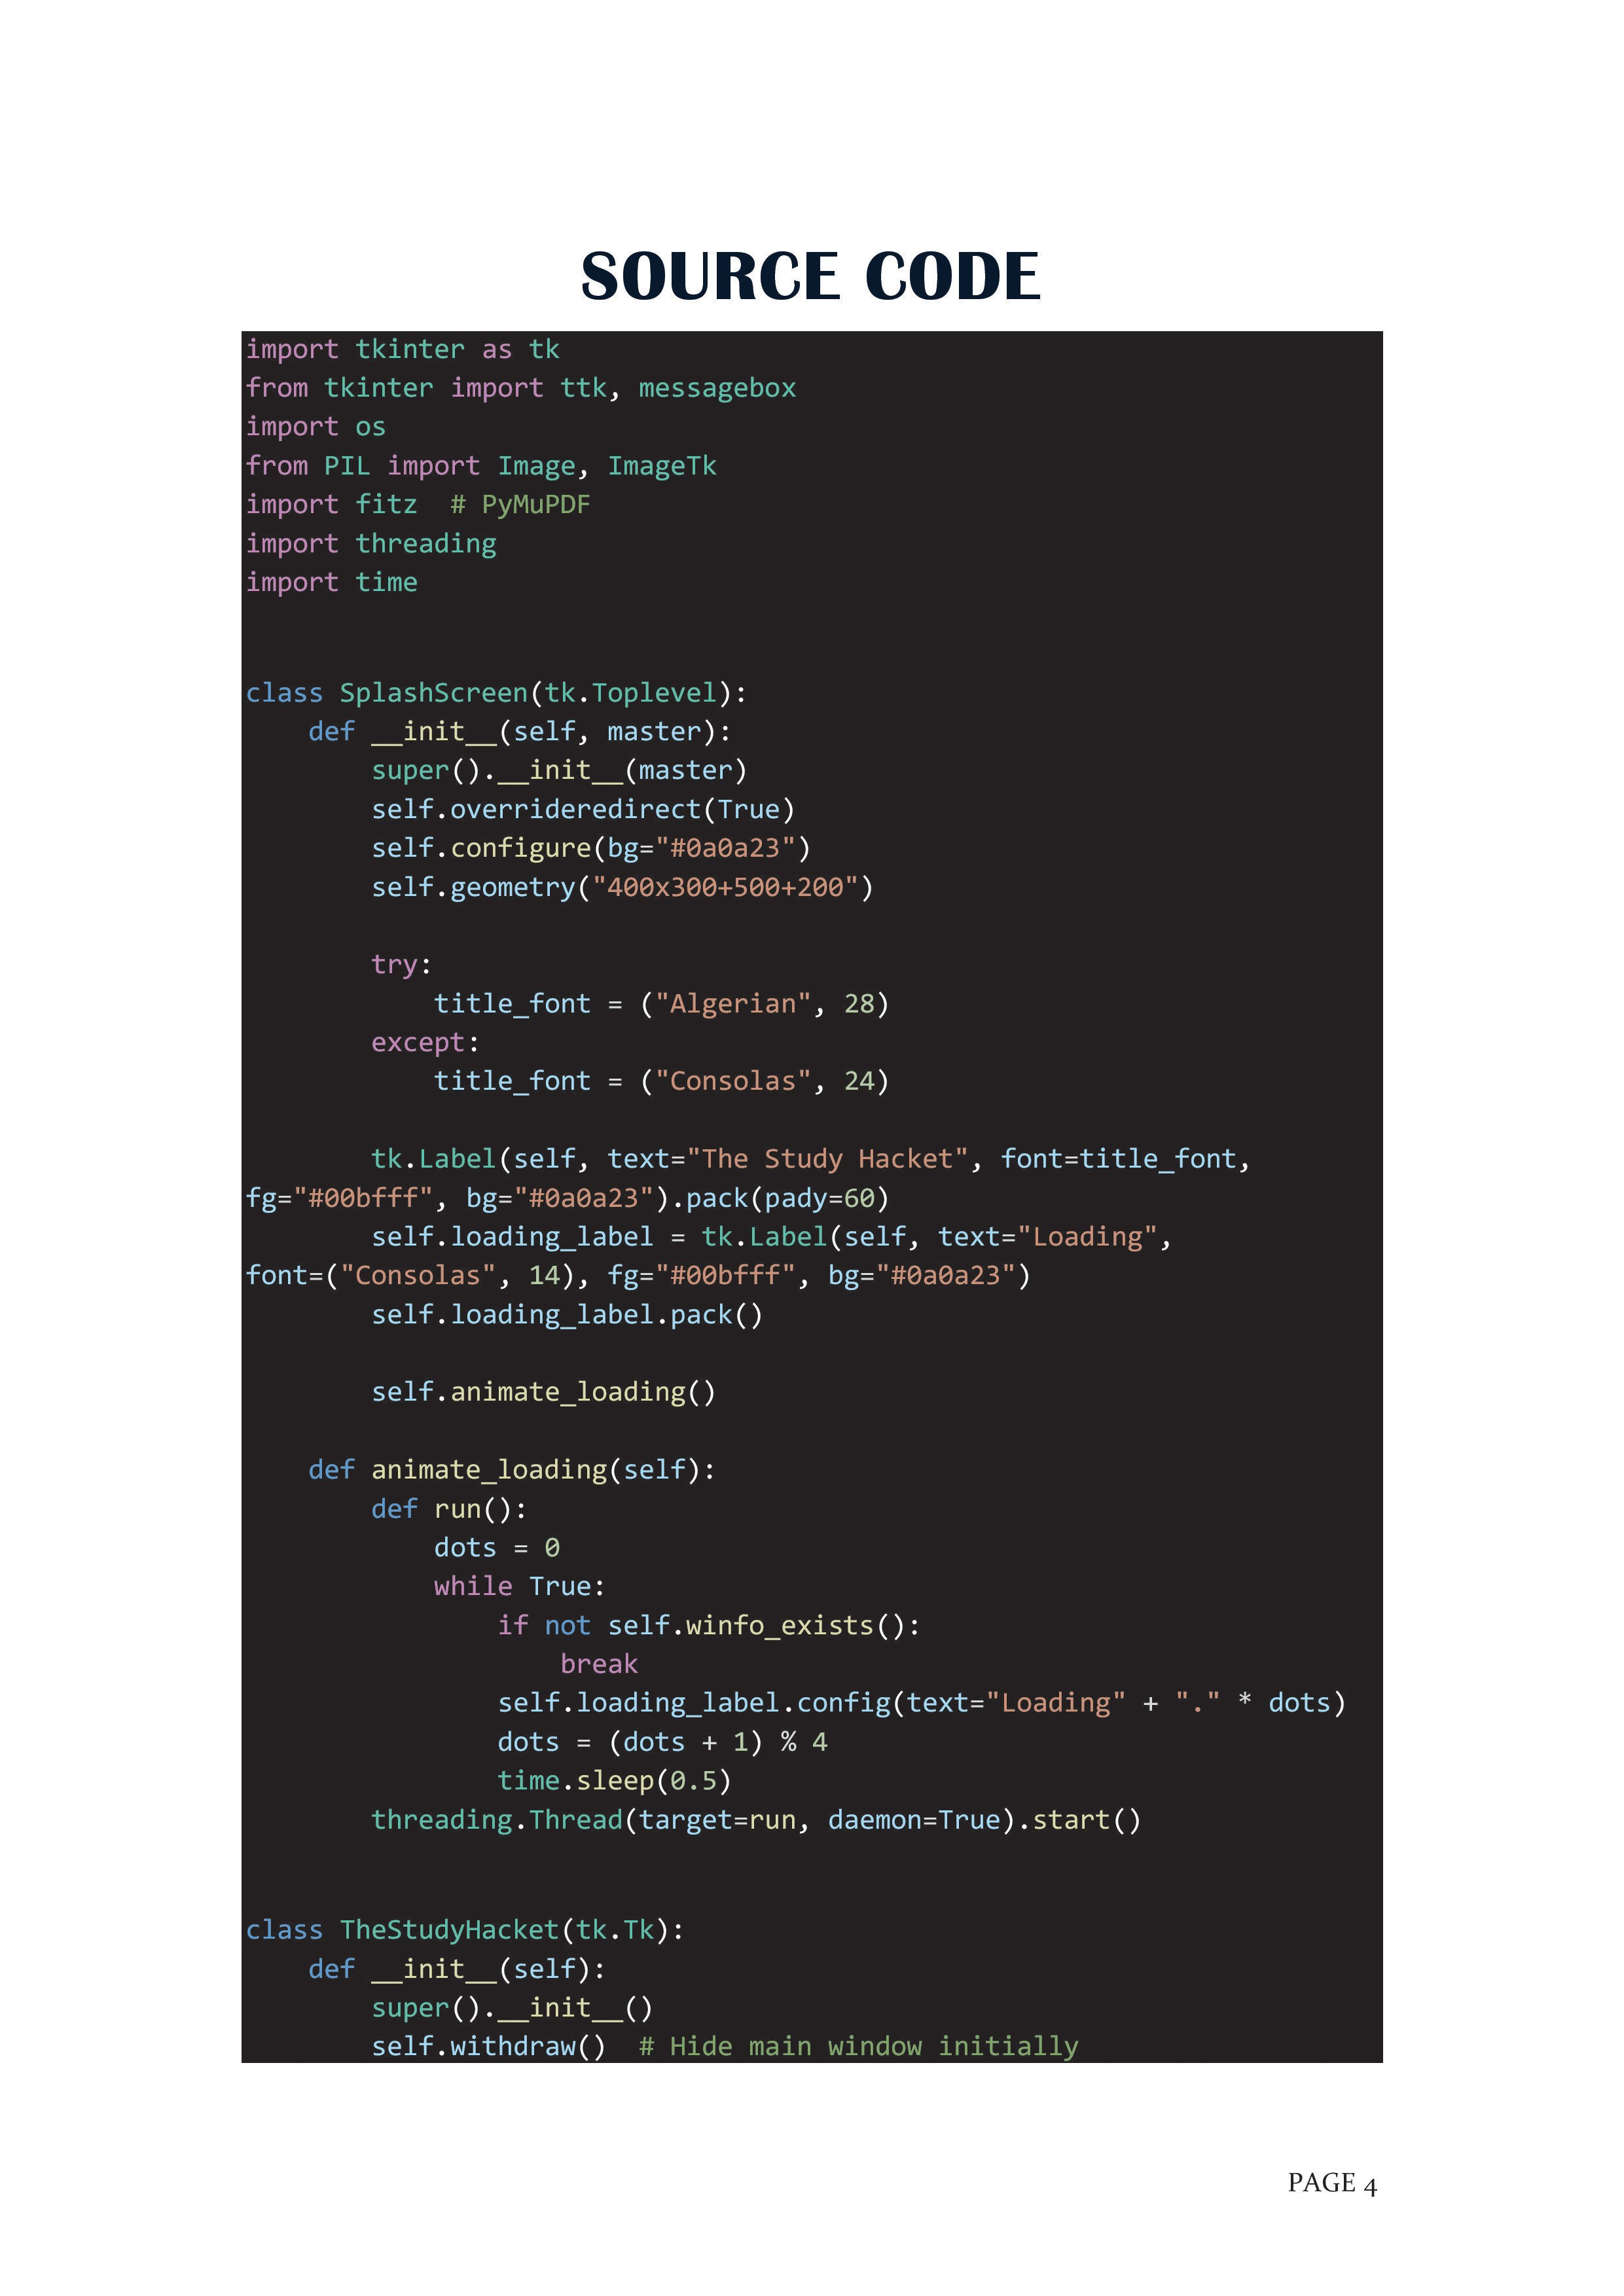 SOURCE CODE
import tkinter as tk
from tkinter import ttk, messagebox
import os
from PIL import Image, ImageTk
import fitz  # PyMuPDF
import threading
import time
class SplashScreen(tk.Toplevel):
    def __init__(self, master):
        super().__init__(master)
        self.overrideredirect(True)
        self.configure(bg="#0a0a23")
        self.geometry("400x300+500+200")
        try:
            title_font = ("Algerian", 28)
        except:
            title_font = ("Consolas", 24)
        tk.Label(self, text="The Study Hacket", font=title_font,
fg="#00bfff", bg="#0a0a23").pack(pady=60)
        self.loading_label = tk.Label(self, text="Loading",
font=("Consolas", 14), fg="#00bfff", bg="#0a0a23")
        self.loading_label.pack()
        self.animate_loading()
    def animate_loading(self):
        def run():
            dots = 0
            while True:
                if not self.winfo_exists():
                    break
                self.loading_label.config(text="Loading" + "." * dots)
                dots = (dots + 1) % 4
                time.sleep(0.5)
        threading.Thread(target=run, daemon=True).start()
class TheStudyHacket(tk.Tk):
    def __init__(self):
        super().__init__()
        self.withdraw()  # Hide main window initially
PAGE 4